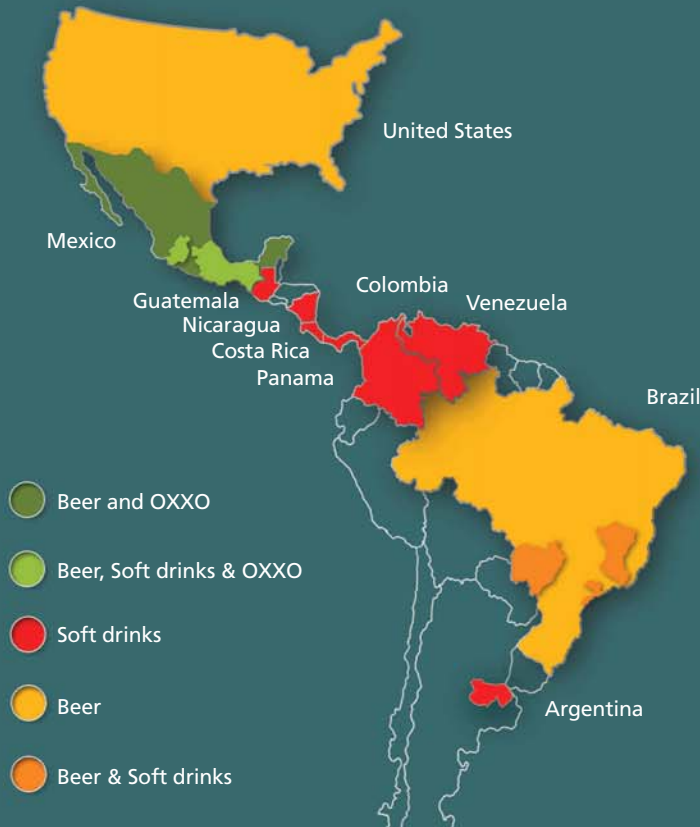 United States
Mexico
Colombia
Venezuela
Guatemala
Nicaragua
Costa Rica
Panama
Brazil
Beer and OXXO
Beer, Soft drinks & OXXO
Soft drinks
Beer
Argentina
Beer & Soft drinks